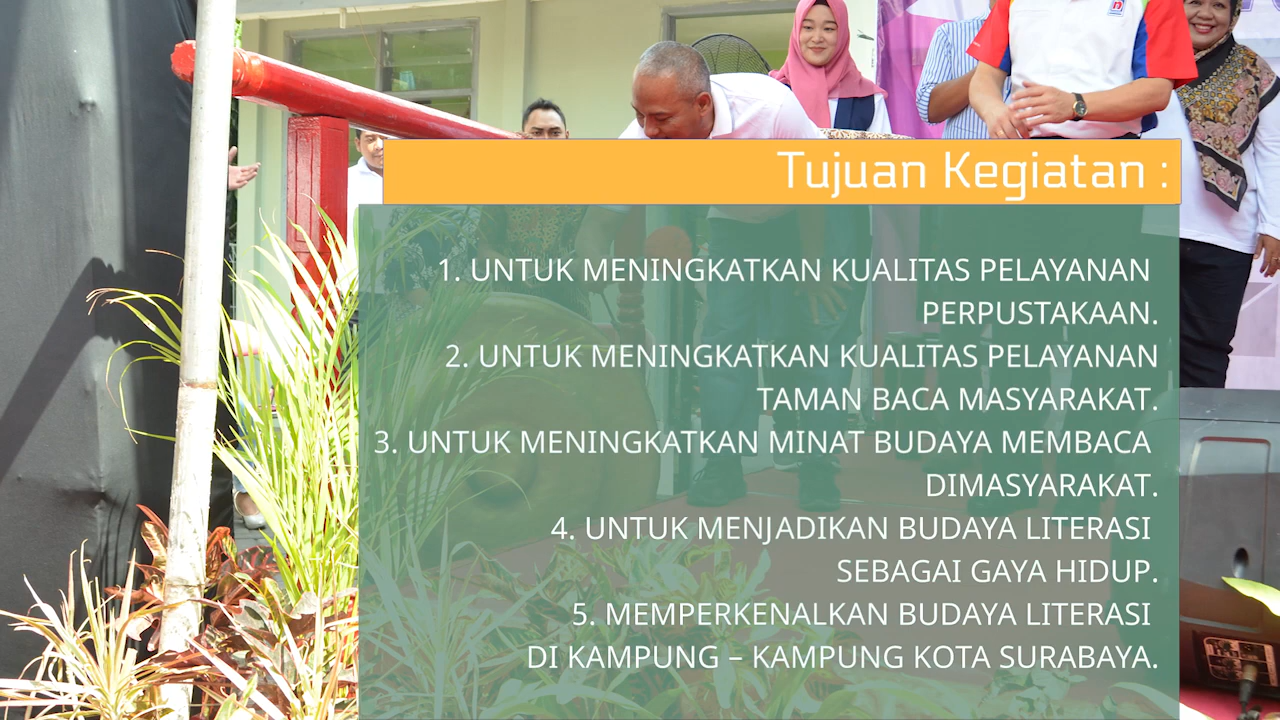 Tujuan Kegiatan :
1. UNTUK MENINGKATKAN KUALITAS PELAYANAN
PERPUSTAKAAN.
2. UNTUK MENINGKATKAN KUALITAS PELAYANAN
TAMAN BACA MASYARAKAT.
3. UNTUK MENINGKATKAN MINAT BUDAYA MEMBACA
DIMASYARAKAT.
4. UNTUK MENJADIKAN BUDAYA LITERASI
SEBAGAI GAYA HIDUP.
5. MEMPERKENALKAN BUDAYA LITERASI
DI KAMPUNG – KAMPUNG KOTA SURABAYA.